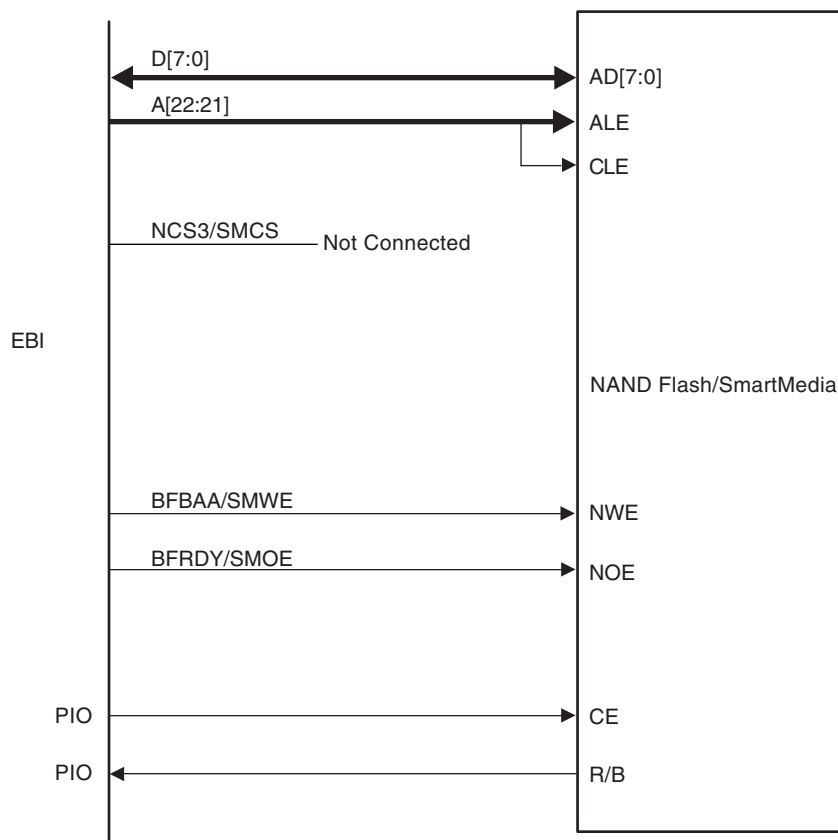 D[7:0]
AD[7:0]
A[22:21]
ALE
CLE
NCS3/SMCS
Not Connected
EBI
NAND Flash/SmartMedia
BFBAA/SMWE
NWE
BFRDY/SMOE
NOE
PIO
CE
PIO
R/B